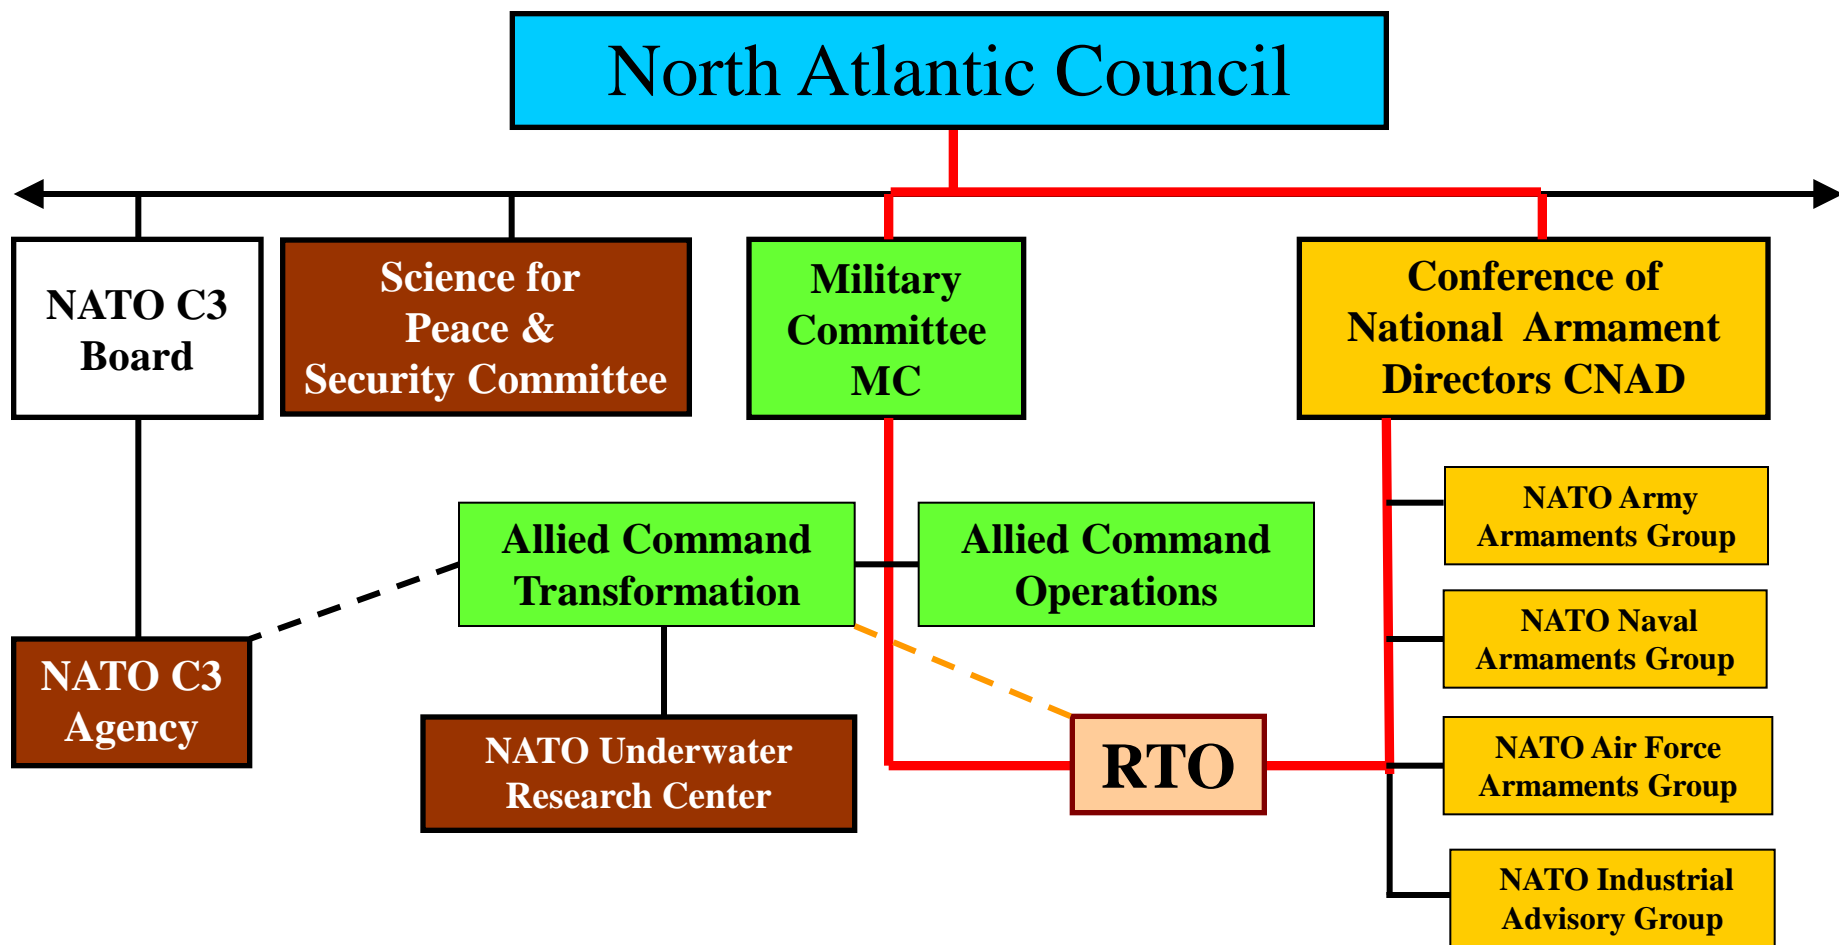 North Atlantic Council
NATO C3
Board
Science for
Peace &
Security Committee
Military
Committee
MC
Conference of
National Armament
Directors CNAD
NATO Army
Armaments Group
Allied Command
Transformation
Allied Command
Operations
NATO Naval
Armaments Group
NATO C3
Agency
NATO Underwater
Research Center
RTO
NATO Air Force
Armaments Group
NATO Industrial
Advisory Group